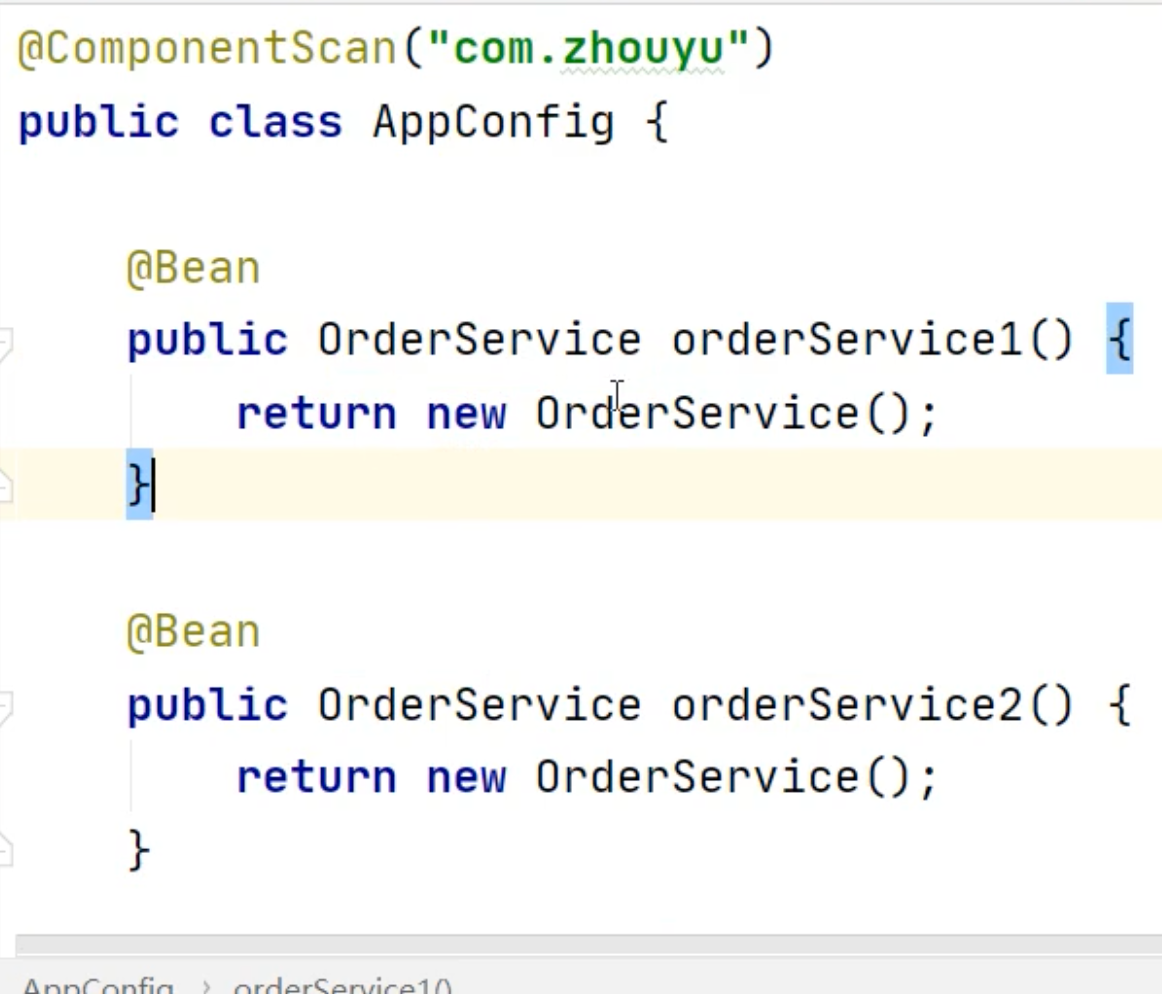 @ComponentScan("com.zhouyu")
public class AppConfig {
@Bean
public OrderService orderService1() {
return new OrderService();
}
@Bean
public OrderService orderService2() {
return new OrderService();
}
AppConfig › orderService1()